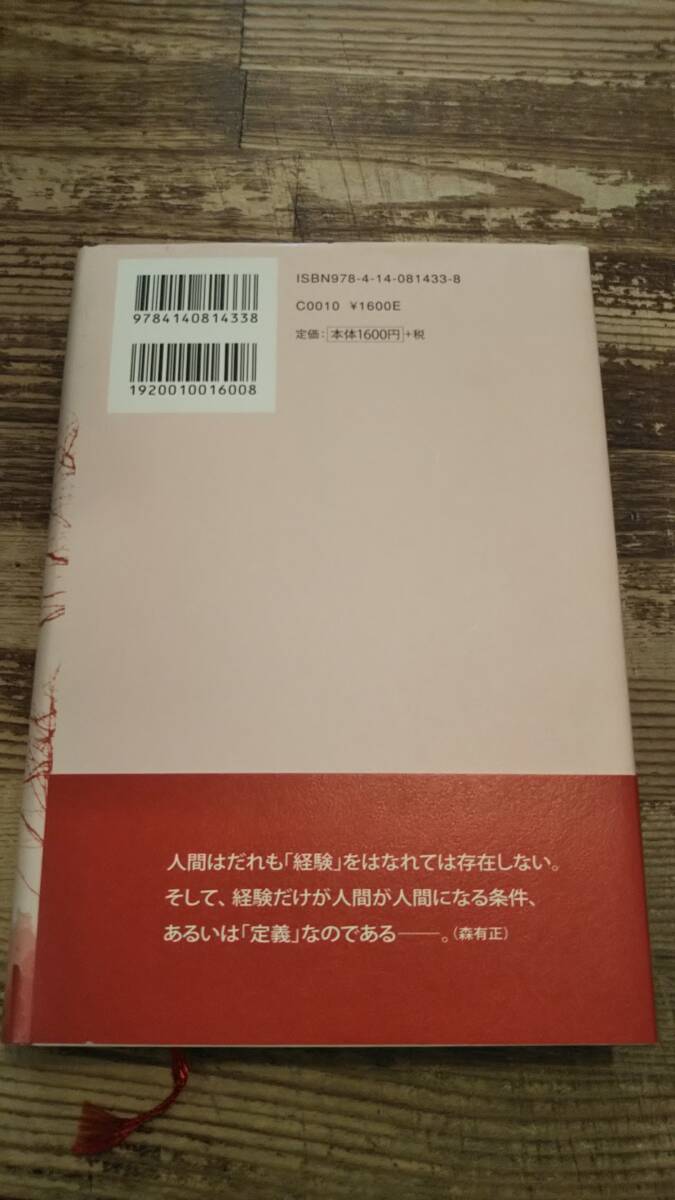 ISBN978-4-14-081433-8
9784140814338
C0010 ¥1600E
定価:本体1600円+税
1920010016008
人間はだれも「経験」をはなれては存在しない。
そして、経験だけが人間が人間になる条件、
あるいは「定義」なのである――。(森有正)